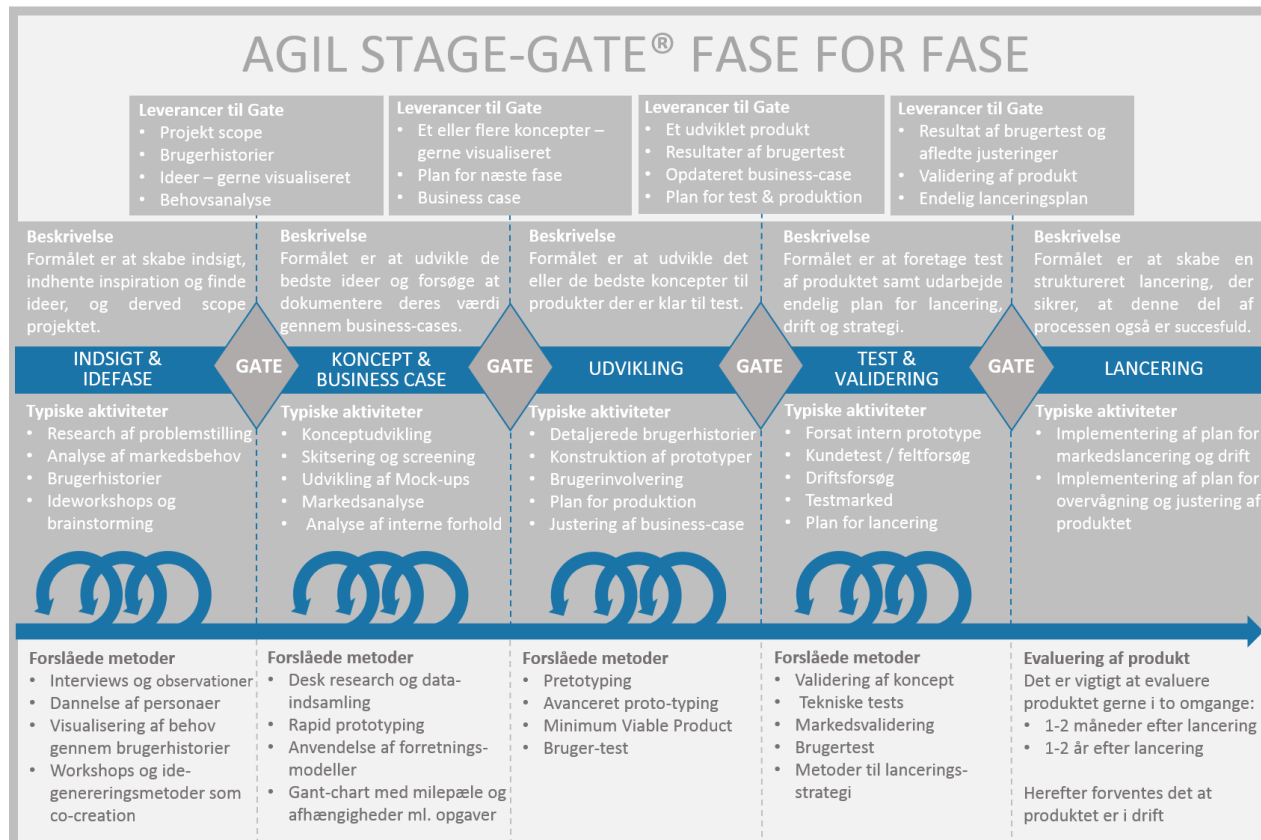 AGIL STAGE-GATE® FASE FOR FASE
Leverancer til Gate
• Projekt scope
• Brugerhistorier
• Ideer – gerne visualiseret
• Behovsanalyse
Leverancer til Gate
• Et eller flere koncepter –
gerne visualiseret
• Plan for næste fase
• Business case
Leverancer til Gate
• Et udviklet produkt
• Resultater af brugertest
• Opdateret business-case
• Plan for test & produktion
Leverancer til Gate
• Resultat af brugertest og
afledte justeringer
• Validering af produkt
• Endelig lanceringsplan
Beskrivelse
Formålet er at skabe indsigt,
indhente inspiration og finde
ideer, og derved scope
projektet.
Beskrivelse
Formålet er at udvikle de
bedste ideer og forsøge at
dokumentere deres værdi
gennem business-cases.
Beskrivelse
Formålet er at udvikle det
eller de bedste koncepter til
produkter der er klar til test.
Beskrivelse
Formålet er at foretage test
af produktet samt udarbejde
endelig plan for lancering,
drift og strategi.
Beskrivelse
Formålet er at skabe en
struktureret lancering, der
sikrer, at denne del af
processen også er succesfuld.
INDSIGT &
IDEFASE
GATE
KONCEPT &
BUSINESS CASE
GATE
UDVIKLING
GATE
TEST &
VALIDERING
GATE
LANCERING
Typiske aktiviteter
• Research af problemstilling
• Analyse af markedsbehov
• Brugerhistorier
• Ideworkshops og
brainstorming
Typiske aktiviteter
• Konceptudvikling
• Skitsering og screening
• Udvikling af Mock-ups
• Markedsanalyse
• Analyse af interne forhold
Typiske aktiviteter
• Detaljerede brugerhistorier
• Konstruktion af prototyper
• Brugerinvolvering
• Plan for produktion
• Justering af business-case
Typiske aktiviteter
• Forsat intern prototype
• Kundetest / feltforsøg
• Driftsforsøg
• Testmarked
• Plan for lancering
Typiske aktiviteter
• Implementering af plan for
markedslancering og drift
• Implementering af plan for
overvågning og justering af
produktet
Forslåede metoder
• Interviews og observationer
• Dannelse af personaer
• Visualisering af behov
gennem brugerhistorier
• Workshops og ide-
genereringsmetoder som
co-creation
Forslåede metoder
• Desk research og data-
indsamling
• Rapid prototyping
• Anvendelse af forretnings-
modeller
• Gant-chart med milepæle og
afhængigheder ml. opgaver
Forslåede metoder
• Pretotyping
• Avanceret proto-typing
• Minimum Viable Product
• Bruger-test
Forslåede metoder
• Validering af koncept
• Tekniske tests
• Markedsvalidering
• Brugertest
• Metoder til lancerings-
strategi
Evaluering af produkt
Det er vigtigt at evaluere
produktet gerne i to omgange:
• 1-2 måneder efter lancering
• 1-2 år efter lancering
Herefter forventes det at
produktet er i drift